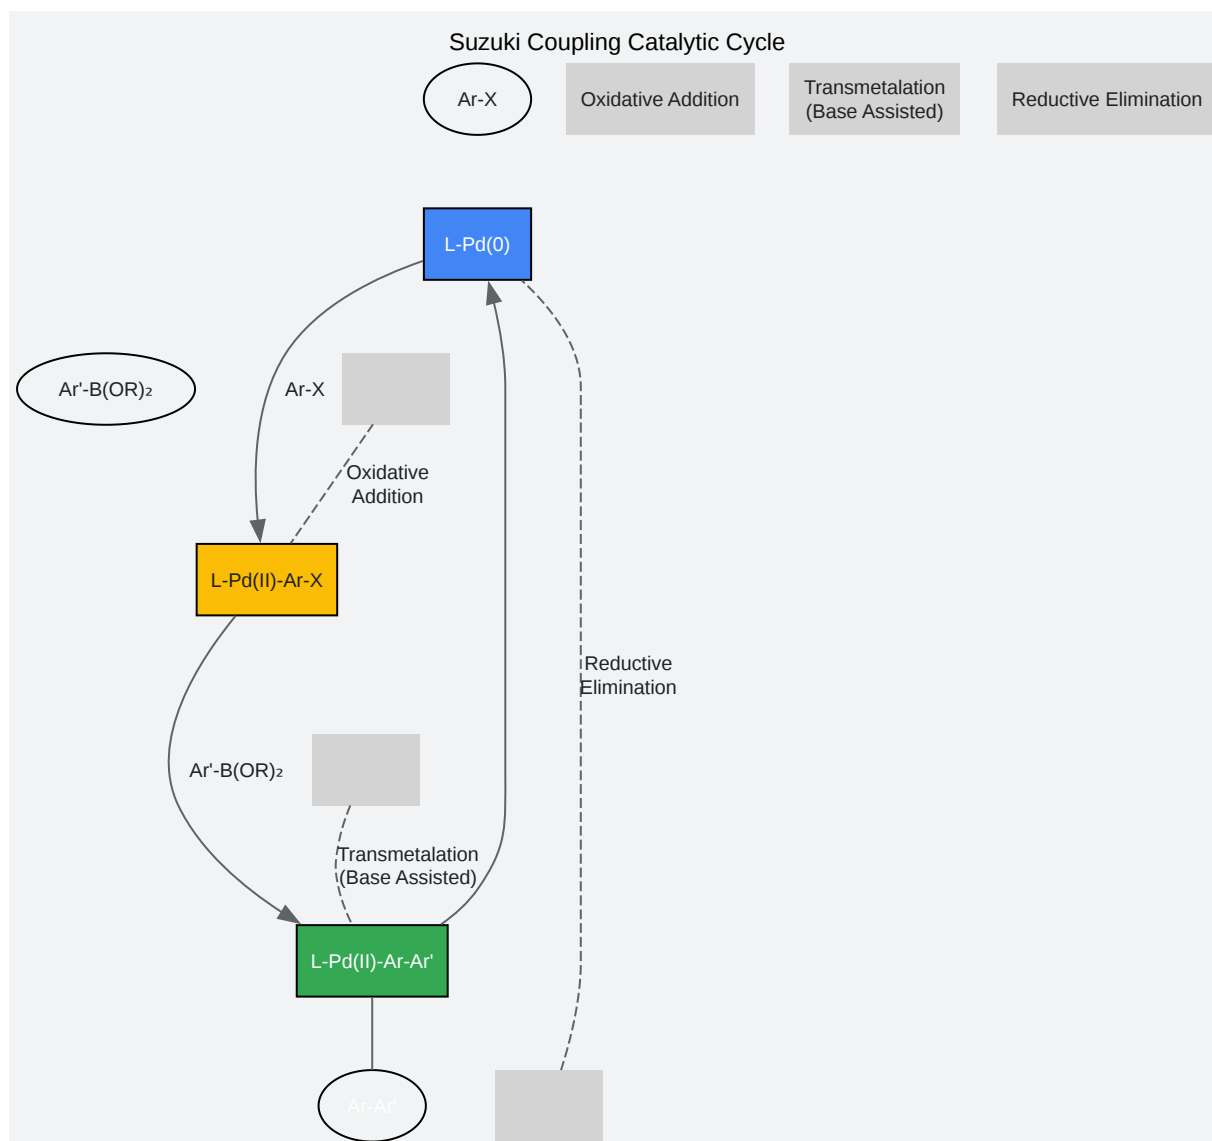 Suzuki Coupling Catalytic Cycle
Ar-X
Oxidative Addition
Transmetalation
(Base Assisted)
Reductive Elimination
L-Pd(0)
Ar'-B(OR)₂
Ar-X
Oxidative
Addition
L-Pd(II)-Ar-X
Reductive
Elimination
Ar'-B(OR)₂
Transmetalation
(Base Assisted)
L-Pd(II)-Ar-Ar'
Ar-Ar'